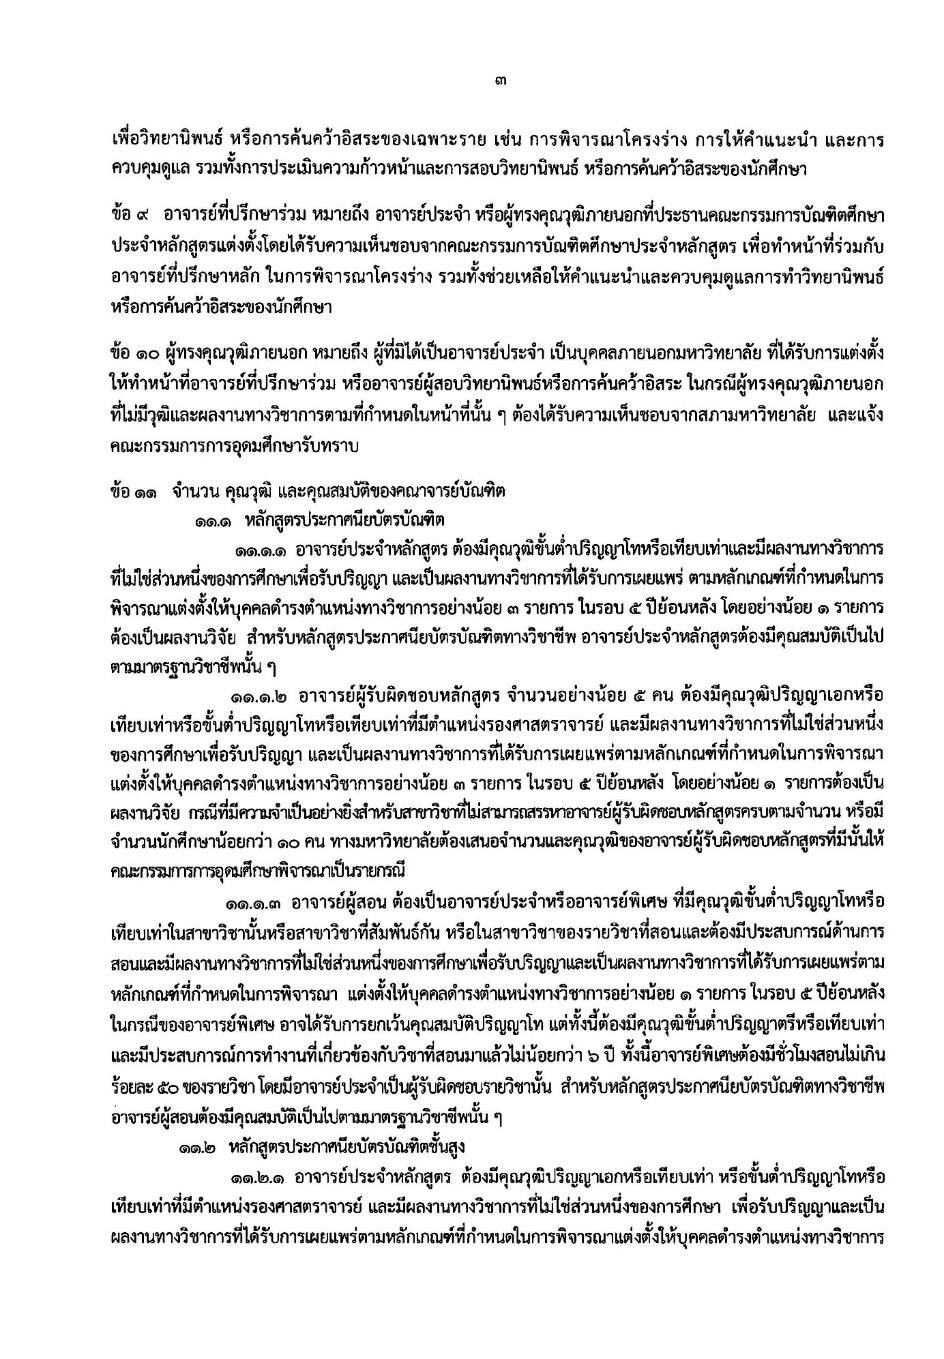 ๓
เพื่อวิทยานิพนธ์ หรือการค้นคว้าอิสระของเฉพาะราย เช่น การพิจารณาโครงร่าง การให้คำแนะนำ และการ
ควบคุมดูแล รวมทั้งการประเมินความก้าวหน้าและการสอบวิทยานิพนธ์ หรือการค้นคว้าอิสระของนักศึกษา
ข้อ ๙ อาจารย์ที่ปรึกษาร่วม หมายถึง อาจารย์ประจำ หรือผู้ทรงคุณวุฒิภายนอกที่ประธานคณะกรรมการบัณฑิตศึกษา
ประจำหลักสูตรแต่งตั้งโดยได้รับความเห็นชอบจากคณะกรรมการบัณฑิตศึกษาประจำหลักสูตร เพื่อทำหน้าที่ร่วมกับ
อาจารย์ที่ปรึกษาหลัก ในการพิจารณาโครงร่าง รวมทั้งช่วยเหลือให้คำแนะนำและควบคุมดูแลการทำวิทยานิพนธ์
หรือการค้นคว้าอิสระของนักศึกษา
ข้อ ๑๐ ผู้ทรงคุณวุฒิภายนอก หมายถึง ผู้ที่มิได้เป็นอาจารย์ประจำ เป็นบุคคลภายนอกมหาวิทยาลัย ที่ได้รับการแต่งตั้ง
ให้ทำหน้าที่อาจารย์ที่ปรึกษาร่วม หรืออาจารย์ผู้สอบวิทยานิพนธ์หรือการค้นคว้าอิสระ ในกรณีผู้ทรงคุณวุฒิภายนอก
ที่ไม่มีวุฒิและผลงานทางวิชาการตามที่กำหนดในหน้าที่นั้น ๆ ต้องได้รับความเห็นชอบจากสภามหาวิทยาลัย และแจ้ง
คณะกรรมการการอุดมศึกษารับทราบ
ข้อ ๑๑ จำนวน คุณวุฒิ และคุณสมบัติของคณาจารย์บัณฑิต
๑๑.๑ หลักสูตรประกาศนียบัตรบัณฑิต
๑๑.๑.๑ อาจารย์ประจำหลักสูตร ต้องมีคุณวุฒิขั้นต่ำปริญญาโทหรือเทียบเท่าและมีผลงานทางวิชาการ
ที่ไม่ใช่ส่วนหนึ่งของการศึกษาเพื่อรับปริญญา และเป็นผลงานทางวิชาการที่ได้รับการเผยแพร่ ตามหลักเกณฑ์ที่กำหนดในการ
พิจารณาแต่งตั้งให้บุคคลดำรงตำแหน่งทางวิชาการอย่างน้อย ๓ รายการ ในรอบ ๕ ปีย้อนหลัง โดยอย่างน้อย ๑ รายการ
ต้องเป็นผลงานวิจัย สำหรับหลักสูตรประกาศนียบัตรบัณฑิตทางวิชาชีพ อาจารย์ประจำหลักสูตรต้องมีคุณสมบัติเป็นไป
ตามมาตรฐานวิชาชีพนั้น ๆ
๑๑.๑.๒ อาจารย์ผู้รับผิดชอบหลักสูตร จำนวนอย่างน้อย ๕ คน ต้องมีคุณวุฒิปริญญาเอกหรือ
เทียบเท่าหรือขั้นต่ำปริญญาโทหรือเทียบเท่าที่มีตำแหน่งรองศาสตราจารย์ และมีผลงานทางวิชาการที่ไม่ใช่ส่วนหนึ่ง
ของการศึกษาเพื่อรับปริญญา และเป็นผลงานทางวิชาการที่ได้รับการเผยแพร่ตามหลักเกณฑ์ที่กำหนดในการพิจารณา
แต่งตั้งให้บุคคลดำรงตำแหน่งทางวิชาการอย่างน้อย ๓ รายการ ในรอบ ๕ ปีย้อนหลัง โดยอย่างน้อย ๑ รายการต้องเป็น
ผลงานวิจัย กรณีที่มีความจำเป็นอย่างยิ่งสำหรับสาขาวิชาที่ไม่สามารถสรรหาอาจารย์ผู้รับผิดชอบหลักสูตรครบตามจำนวน หรือมี
จำนวนนักศึกษาน้อยกว่า ๑๐ คน ทางมหาวิทยาลัยต้องเสนอจำนวนและคุณวุฒิของอาจารย์ผู้รับผิดชอบหลักสูตรที่มีนั้นให้
คณะกรรมการการอุดมศึกษาพิจารณาเป็นรายกรณี
๑๑.๑.๓ อาจารย์ผู้สอน ต้องเป็นอาจารย์ประจำหรืออาจารย์พิเศษ ที่มีคุณวุฒิขั้นต่ำปริญญาโทหรือ
เทียบเท่าในสาขาวิชานั้นหรือสาขาวิชาที่สัมพันธ์กัน หรือในสาขาวิชาของรายวิชาที่สอนและต้องมีประสบการณ์ด้านการ
สอนและมีผลงานทางวิชาการที่ไม่ใช่ส่วนหนึ่งของการศึกษาเพื่อรับปริญญาและเป็นผลงานทางวิชาการที่ได้รับการเผยแพร่ตาม
หลักเกณฑ์ที่กำหนดในการพิจารณา แต่งตั้งให้บุคคลดำรงตำแหน่งทางวิชาการอย่างน้อย ๑ รายการ ในรอบ ๕ ปีย้อนหลัง
ในกรณีของอาจารย์พิเศษ อาจได้รับการยกเว้นคุณสมบัติปริญญาโท แต่ทั้งนี้ต้องมีคุณวุฒิขั้นต่ำปริญญาตรีหรือเทียบเท่า
และมีประสบการณ์การทำงานที่เกี่ยวข้องกับวิชาที่สอนมาแล้วไม่น้อยกว่า ๖ ปี ทั้งนี้อาจารย์พิเศษต้องมีชั่วโมงสอนไม่เกิน
ร้อยละ ๕๐ ของรายวิชา โดยมีอาจารย์ประจำเป็นผู้รับผิดชอบรายวิชานั้น สำหรับหลักสูตรประกาศนียบัตรบัณฑิตทางวิชาชีพ
อาจารย์ผู้สอนต้องมีคุณสมบัติเป็นไปตามมาตรฐานวิชาชีพนั้น ๆ
๑๑.๒ หลักสูตรประกาศนียบัตรบัณฑิตชั้นสูง
๑๑.๒.๑ อาจารย์ประจำหลักสูตร ต้องมีคุณวุฒิปริญญาเอกหรือเทียบเท่า หรือขั้นต่ำปริญญาโทหรือ
เทียบเท่าที่มีตำแหน่งรองศาสตราจารย์ และมีผลงานทางวิชาการที่ไม่ใช่ส่วนหนึ่งของการศึกษา เพื่อรับปริญญาและเป็น
ผลงานทางวิชาการที่ได้รับการเผยแพร่ตามหลักเกณฑ์ที่กำหนดในการพิจารณาแต่งตั้งให้บุคคลดำรงตำแหน่งทางวิชาการ